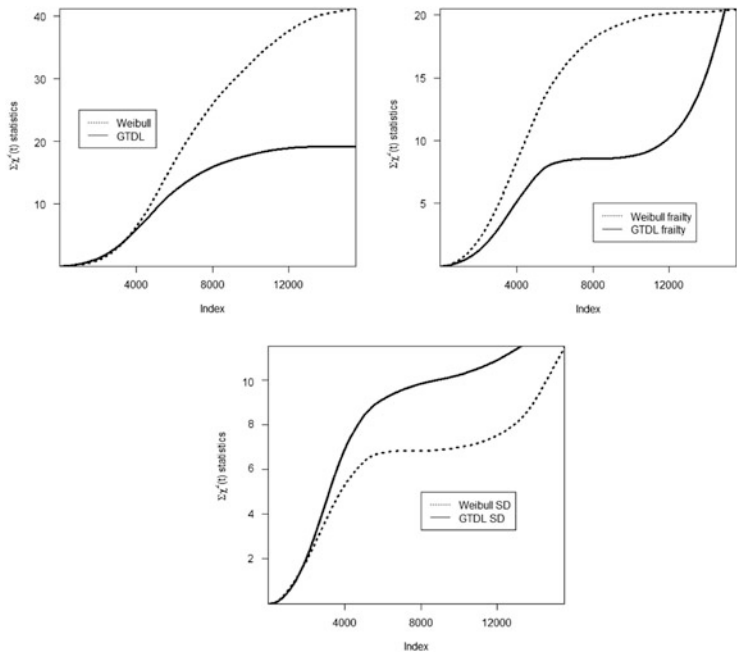 40
30
20
10
Σχ²(t) statistics
Weibull
GTDL
4000 8000 12000
Index
20
15
10
5
Σχ²(t) statistics
Weibull frailty
GTDL frailty
4000 8000 12000
Index
10
8
6
4
2
Σχ²(t) statistics
Weibull SD
GTDL SD
4000 8000 12000
Index